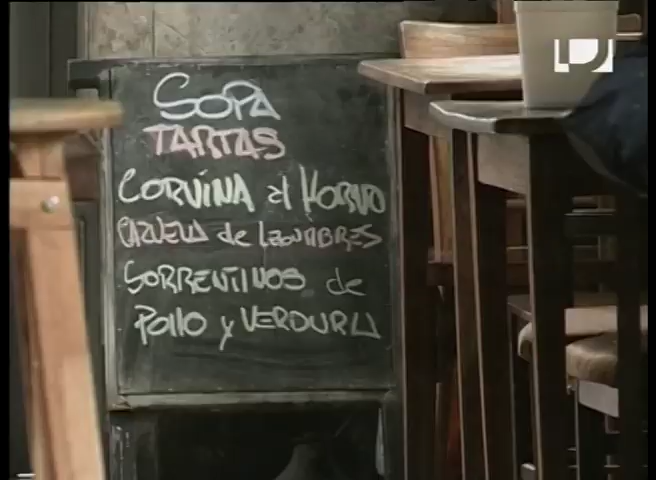 SOPA
TARTAS
CORVINA al HORNO
CAZUELA de LEGUMBRES
SORRENTINOS de
POllO y VERDURA